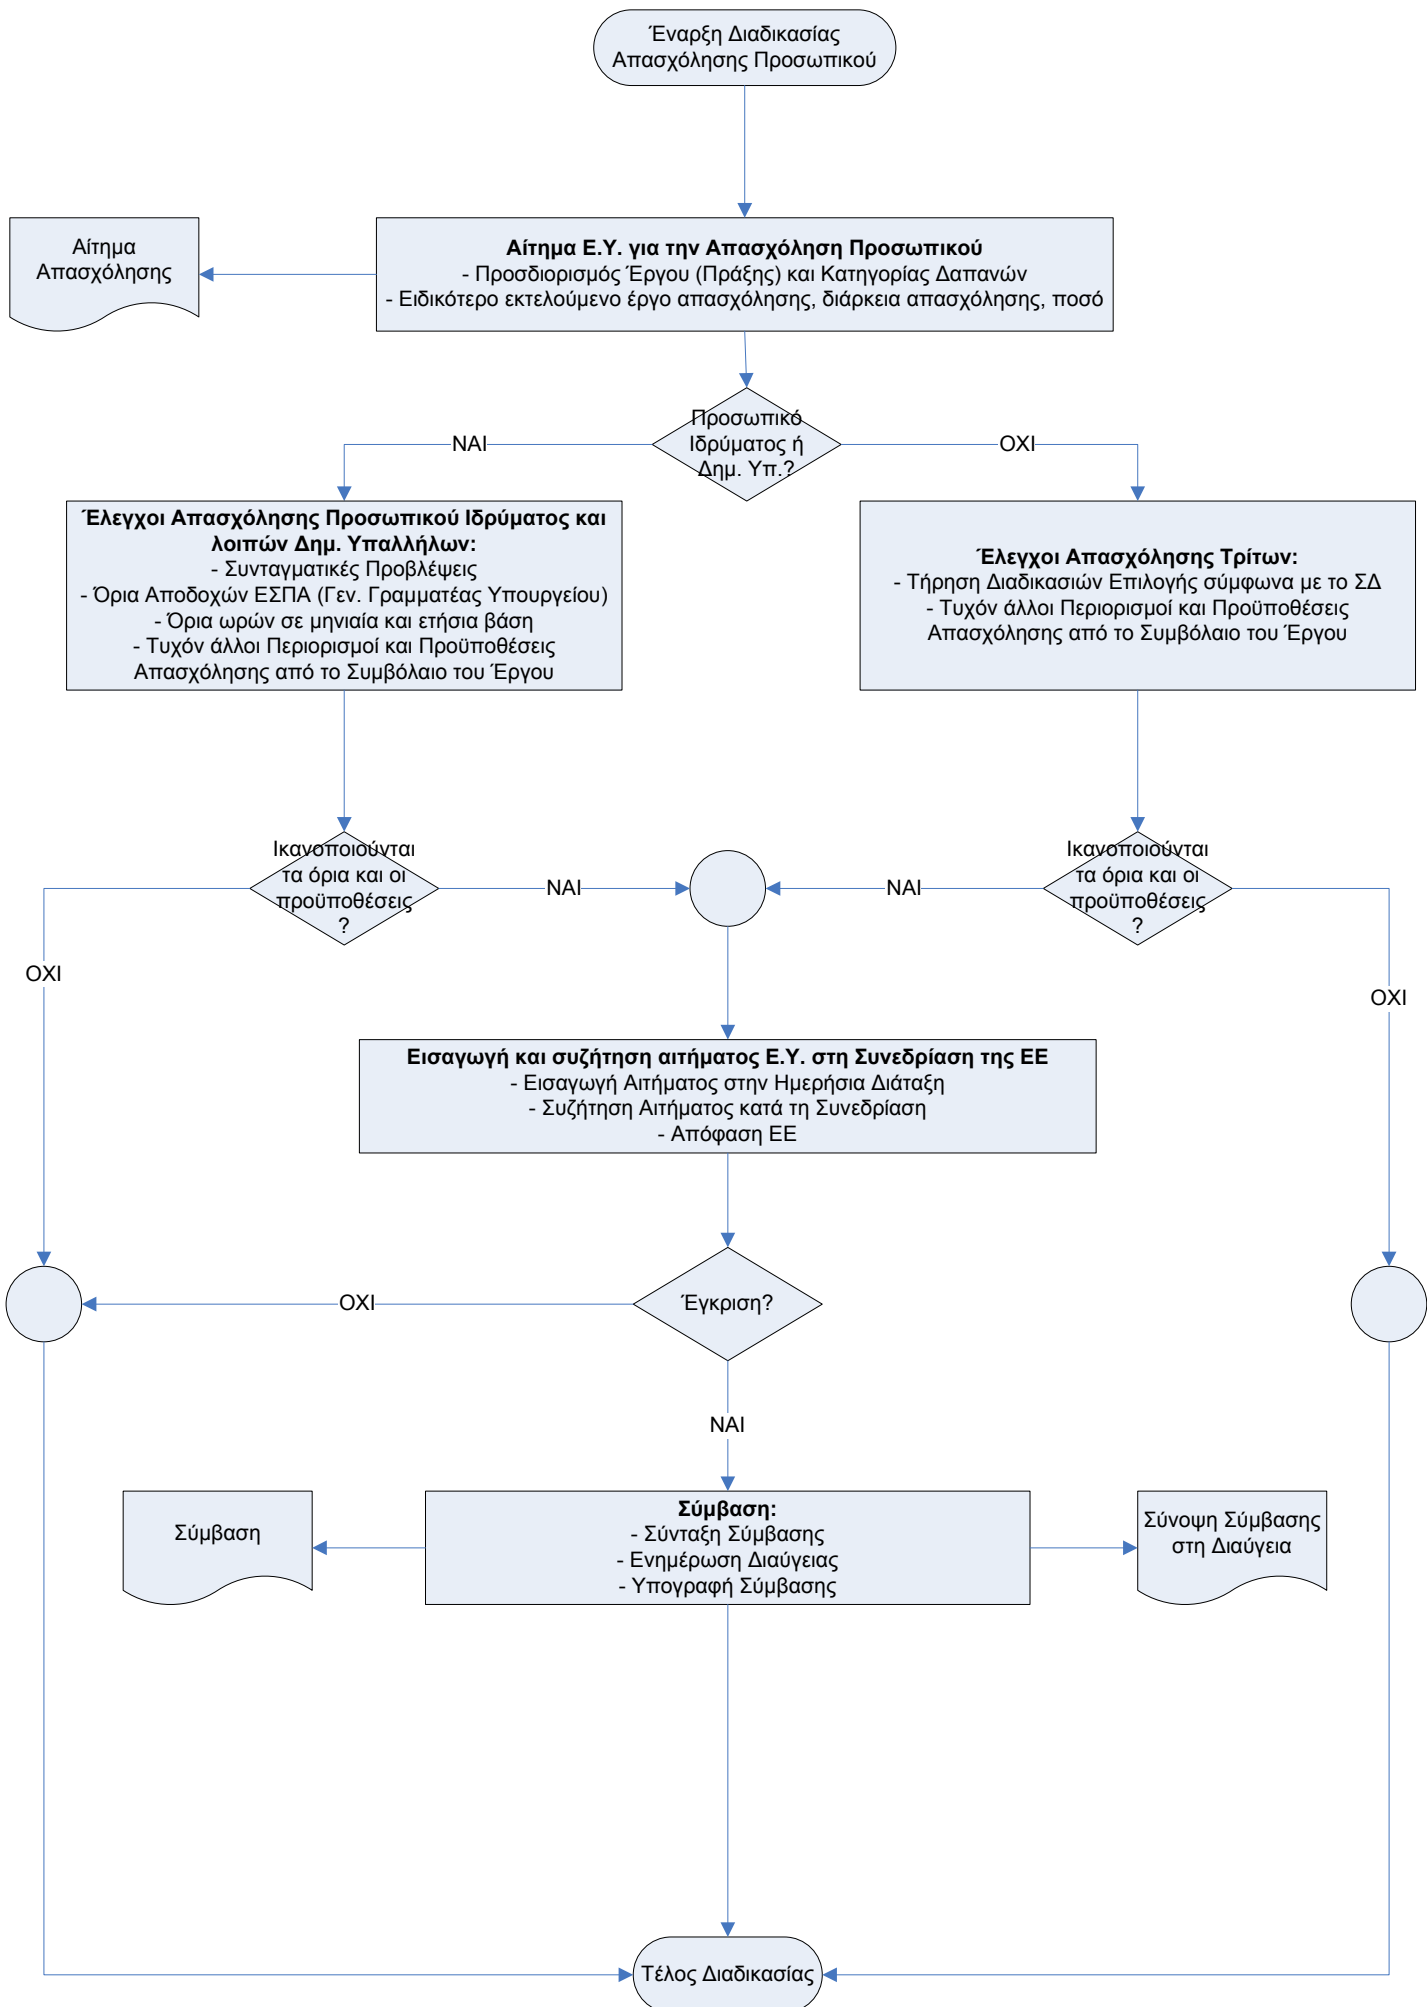 Έναρξη Διαδικασίας
Απασχόλησης Προσωπικού
Αίτημα
Απασχόλησης
Αίτημα Ε.Υ. για την Απασχόληση Προσωπικού
- Προσδιορισμός Έργου (Πράξης) και Κατηγορίας Δαπανών
- Ειδικότερο εκτελούμενο έργο απασχόλησης, διάρκεια απασχόλησης, ποσό
Προσωπικό
Ιδρύματος ή
Δημ. Υπ.?
ΝΑΙ
ΟΧΙ
Έλεγχοι Απασχόλησης Προσωπικού Ιδρύματος και
λοιπών Δημ. Υπαλλήλων:
- Συνταγματικές Προβλέψεις
- Όρια Αποδοχών ΕΣΠΑ (Γεν. Γραμματέας Υπουργείου)
- Όρια ωρών σε μηνιαία και ετήσια βάση
- Τυχόν άλλοι Περιορισμοί και Προϋποθέσεις
Απασχόλησης από το Συμβόλαιο του Έργου
Έλεγχοι Απασχόλησης Τρίτων:
- Τήρηση Διαδικασιών Επιλογής σύμφωνα με το ΣΔ
- Τυχόν άλλοι Περιορισμοί και Προϋποθέσεις
Απασχόλησης από το Συμβόλαιο του Έργου
Ικανοποιούνται
τα όρια και οι
προϋποθέσεις
?
ΝΑΙ
ΝΑΙ
Ικανοποιούνται
τα όρια και οι
προϋποθέσεις
?
ΟΧΙ
ΟΧΙ
Εισαγωγή και συζήτηση αιτήματος Ε.Υ. στη Συνεδρίαση της ΕΕ
- Εισαγωγή Αιτήματος στην Ημερήσια Διάταξη
- Συζήτηση Αιτήματος κατά τη Συνεδρίαση
- Απόφαση ΕΕ
ΟΧΙ
Έγκριση?
ΝΑΙ
Σύμβαση
Σύμβαση:
- Σύνταξη Σύμβασης
- Ενημέρωση Διαύγειας
- Υπογραφή Σύμβασης
Σύνοψη Σύμβασης
στη Διαύγεια
Τέλος Διαδικασίας